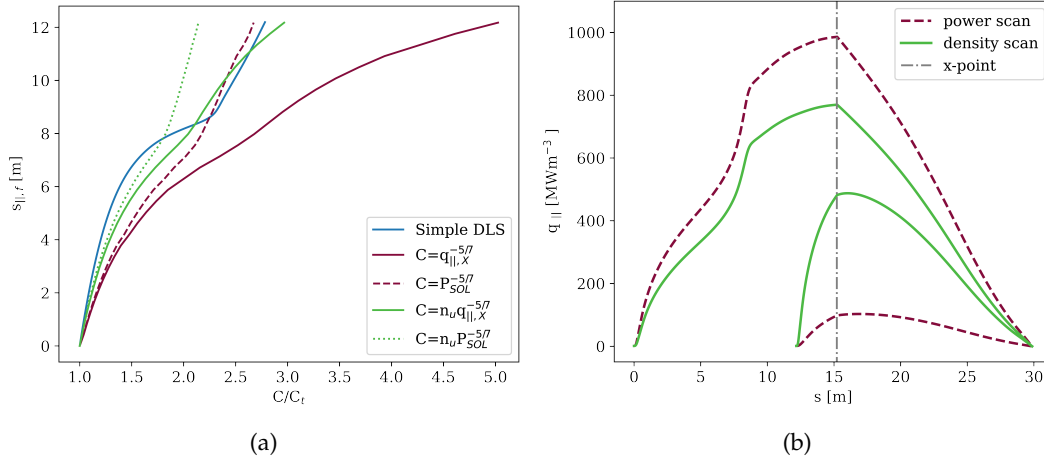 12
10
8
6
4
2
0
s||,f [m]
1.0 1.5 2.0 2.5 3.0 3.5 4.0 4.5 5.0
C/Ct
Simple DLS
C=q||,X^-5/7
C=P_SOL^-5/7
C=n_u q||,X^-5/7
C=n_u P_SOL^-5/7
(a)
1000
800
600
400
200
0
q || [MWm−3 ]
0 5 10 15 20 25 30
s [m]
power scan
density scan
x-point
(b)